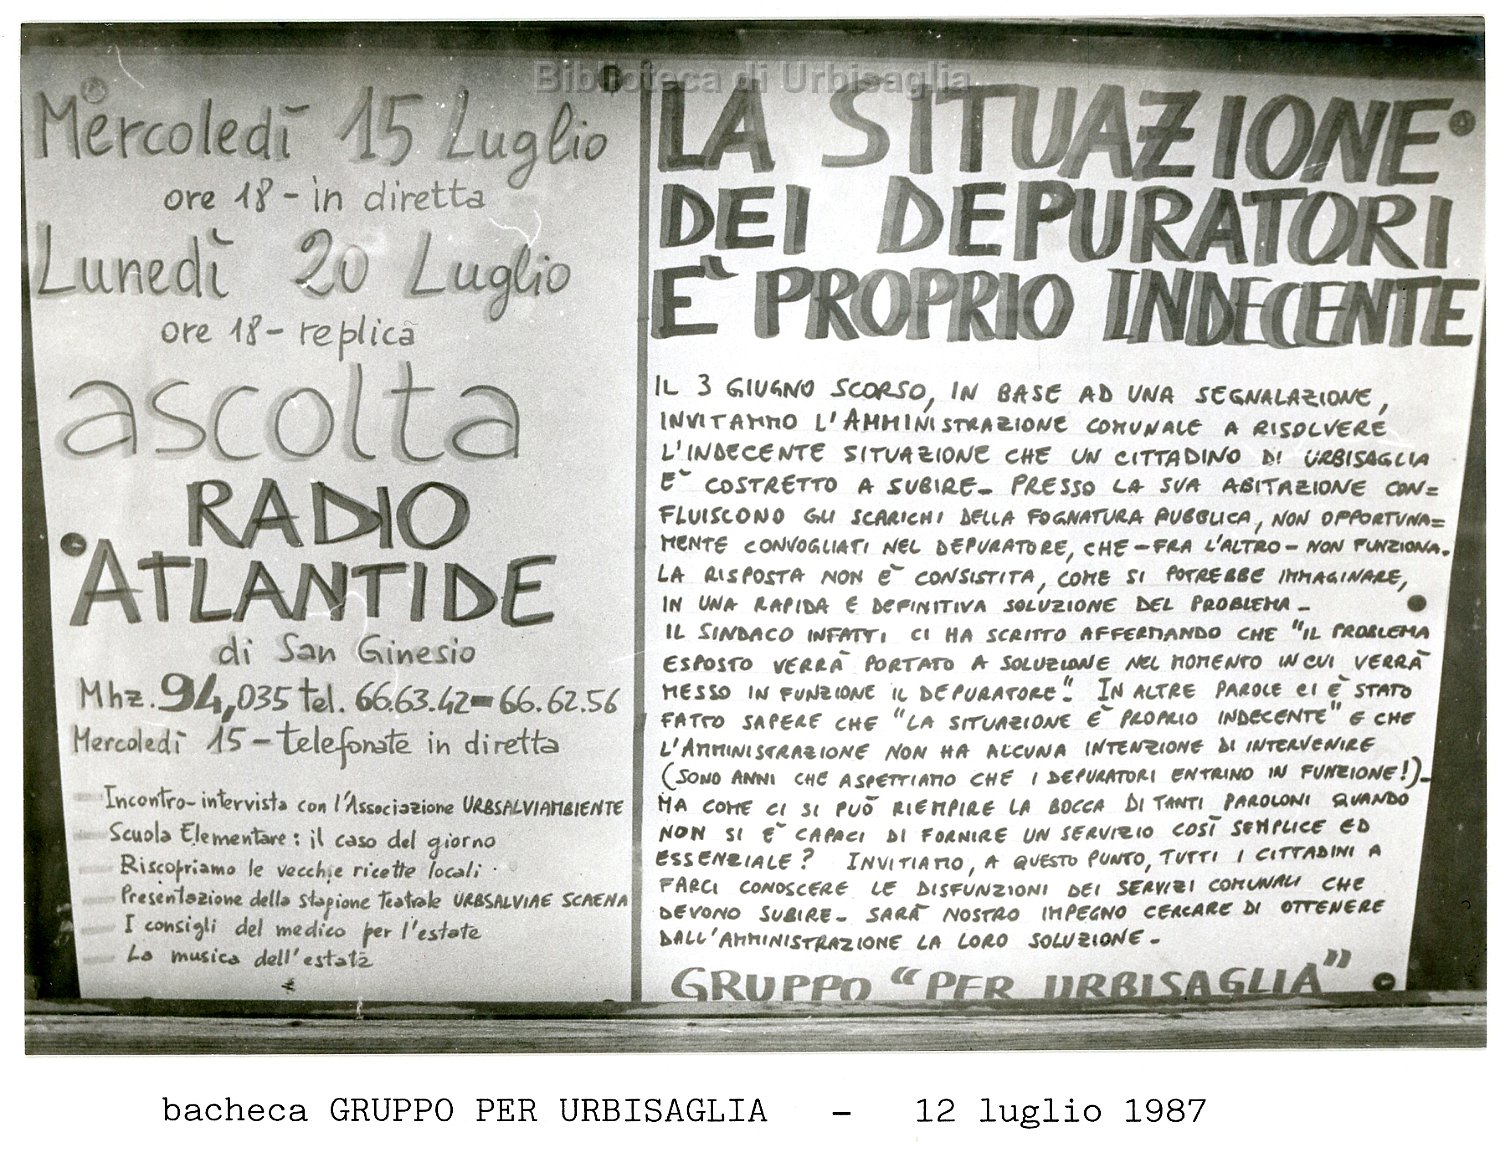 Biblioteca di Urbisaglia
Mercoledì 15 Luglio
ore 18 - in diretta
Lunedì 20 Luglio
ore 18 - replica
ascolta
RADIO
ATLANTIDE
di San Ginesio
Mhz. 94,035 tel. 66.63.42 - 66.62.56
Mercoledì 15 - telefonate in diretta
Incontro-intervista con l'Associazione URBSALVIAMBIENTE
Scuola Elementare: il caso del giorno
Riscopriamo le vecchie ricette locali
Presentazione della stagione teatrale URBSALVIAE SCAENA
I consigli del medico per l'estate
La musica dell'estate
LA SITUAZIONE
DEI DEPURATORI
E' PROPRIO INDECENTE
IL 3 GIUGNO SCORSO, IN BASE AD UNA SEGNALAZIONE,
INVITAMMO L'AMMINISTRAZIONE COMUNALE A RISOLVERE
L'INDECENTE SITUAZIONE CHE UN CITTADINO DI URBISAGLIA
E' COSTRETTO A SUBIRE_ PRESSO LA SUA ABITAZIONE CON=
FLUISCONO GLI SCARICHI DELLA FOGNATURA PUBBLICA, NON OPPORTUNA=
MENTE CONVOGLIATI NEL DEPURATORE, CHE - FRA L'ALTRO - NON FUNZIONA.
LA RISPOSTA NON E' CONSISTITA, COME SI POTREBBE IMMAGINARE,
IN UNA RAPIDA E DEFINITIVA SOLUZIONE DEL PROBLEMA_
IL SINDACO INFATTI CI HA SCRITTO AFFERMANDO CHE "IL PROBLEMA
ESPOSTO VERRÀ PORTATO A SOLUZIONE NEL MOMENTO IN CUI VERRÀ
MESSO IN FUNZIONE IL DEPURATORE". IN ALTRE PAROLE CI È STATO
FATTO SAPERE CHE "LA SITUAZIONE E' PROPRIO INDECENTE" E CHE
L'AMMINISTRAZIONE NON HA ALCUNA INTENZIONE DI INTERVENIRE
(SONO ANNI CHE ASPETTIAMO CHE I DEPURATORI ENTRINO IN FUNZIONE!)_
MA COME CI SI PUÒ RIEMPIRE LA BOCCA DI TANTI PAROLONI QUANDO
NON SI E' CAPACI DI FORNIRE UN SERVIZIO COSÌ SEMPLICE ED
ESSENZIALE? INVITIAMO, A QUESTO PUNTO, TUTTI I CITTADINI A
FARCI CONOSCERE LE DISFUNZIONI DEI SERVIZI COMUNALI CHE
DEVONO SUBIRE_ SARÀ NOSTRO IMPEGNO CERCARE DI OTTENERE
DALL'AMMINISTRAZIONE LA LORO SOLUZIONE_
GRUPPO "PER URBISAGLIA"
bacheca GRUPPO PER URBISAGLIA - 12 luglio 1987